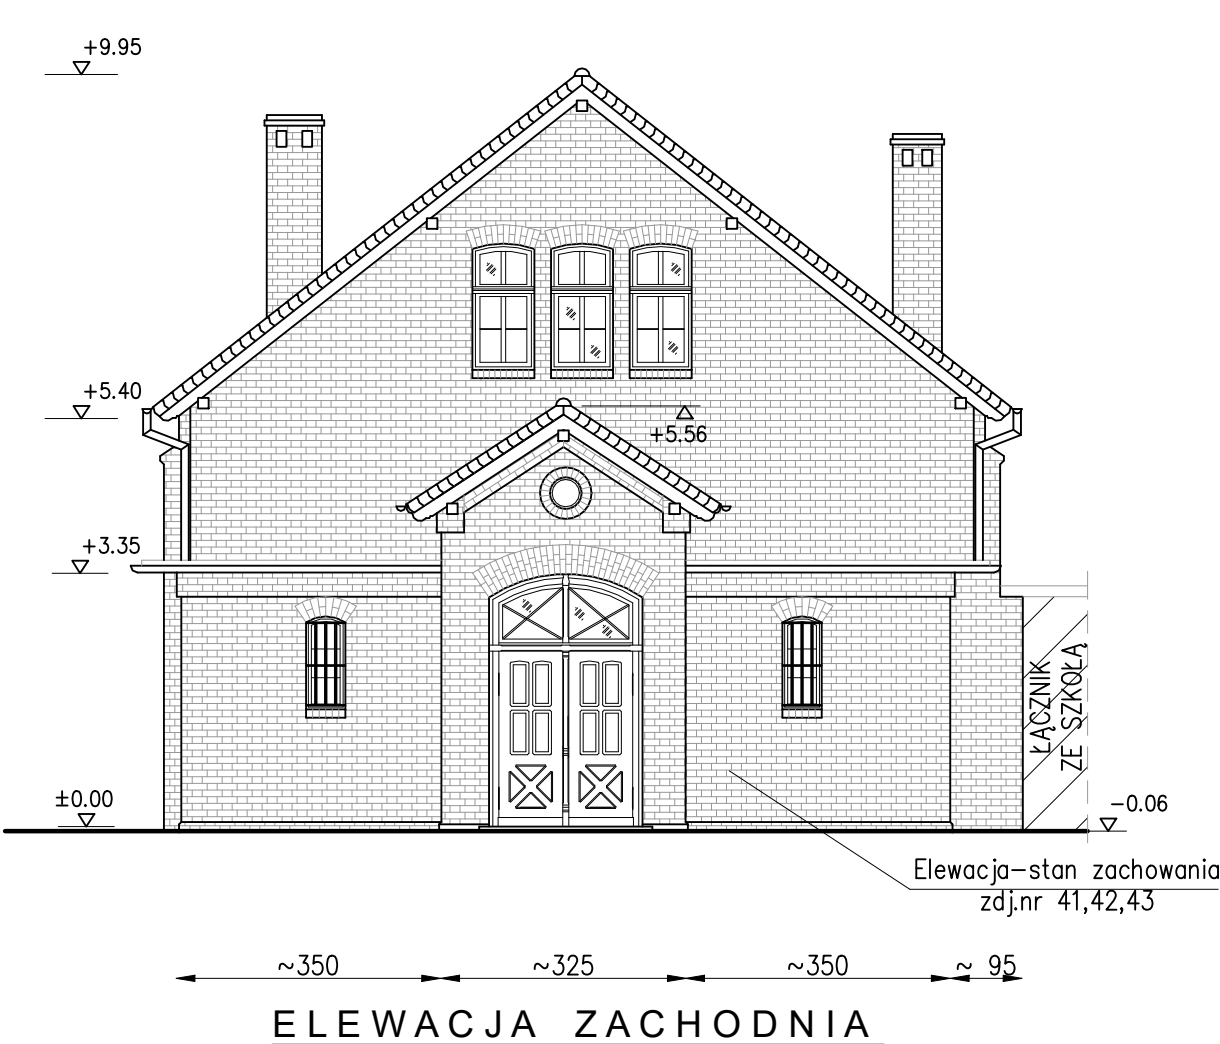 +9.95
+5.40
+5.56
+3.35
ŁĄCZNIK
ZE SZKOŁĄ
±0.00
-0.06
Elewacja-stan zachowania
zdj.nr 41,42,43
~350
~325
~350
~ 95
ELEWACJA ZACHODNIA